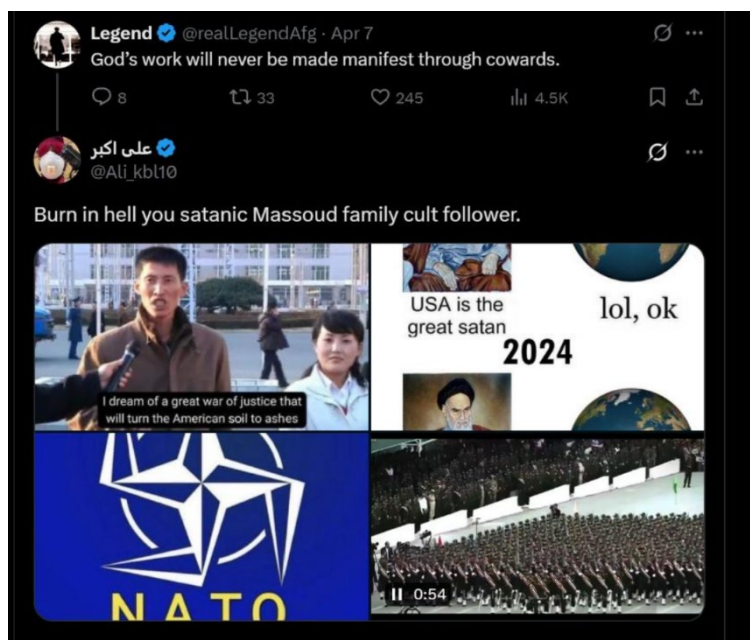 Legend @realLegendAfg · Apr 7
God's work will never be made manifest through cowards.
8 33 245 4.5K
علی اکبر
@Ali_kbl10
Burn in hell you satanic Massoud family cult follower.
I dream of a great war of justice that
will turn the American soil to ashes
USA is the
great satan
lol, ok
2024
NATO
0:54